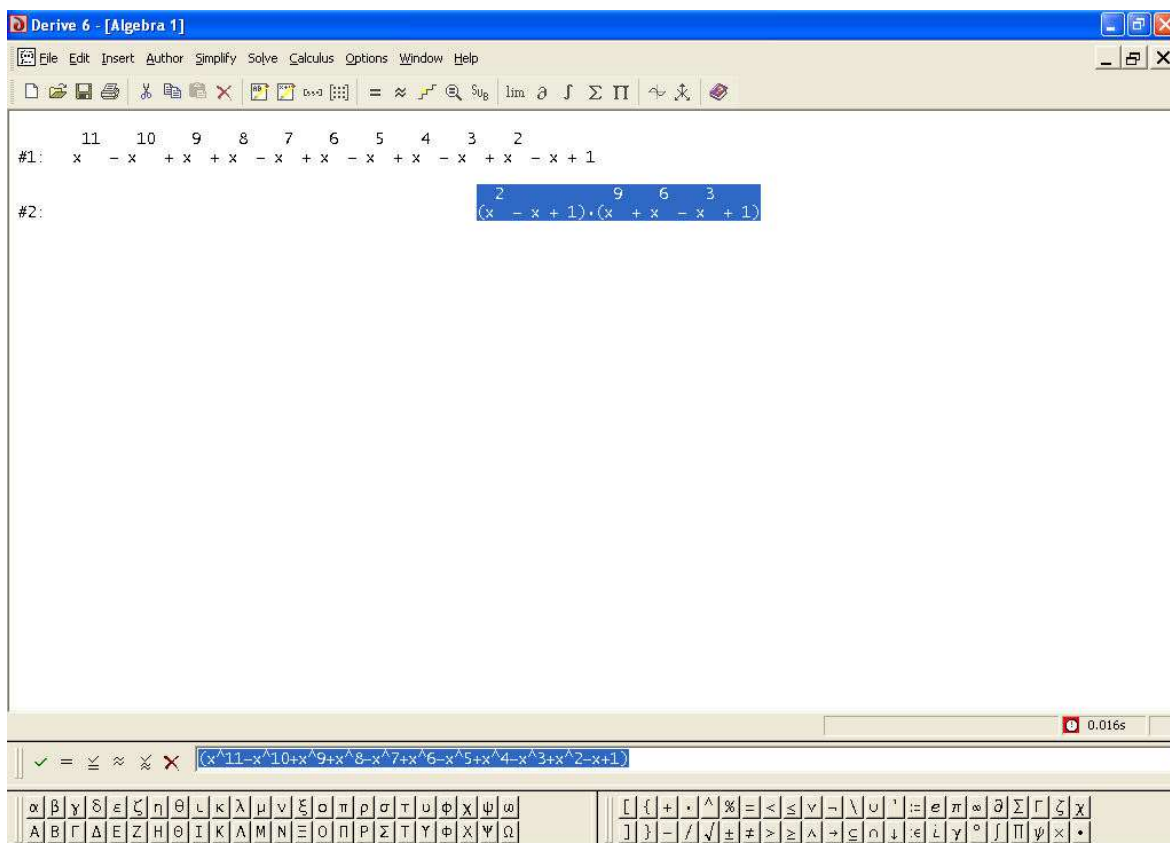 Derive 6 - [Algebra 1]
File Edit Insert Author Simplify Solve Calculus Options Window Help
= ≈ SUB lim ∂ ∫ Σ Π
#1: x^11 - x^10 + x^9 + x^8 - x^7 + x^6 - x^5 + x^4 - x^3 + x^2 - x + 1
#2: (x^2 - x + 1)·(x^9 + x^6 - x^3 + 1)
0.016s
(x^11-x^10+x^9+x^8-x^7+x^6-x^5+x^4-x^3+x^2-x+1)
α β γ δ ε ζ η θ ι κ λ μ ν ξ ο π ρ σ τ υ φ χ ψ ω
Α Β Γ Δ Ε Ζ Η Θ Ι Κ Λ Μ Ν Ξ Ο Π Ρ Σ Τ Υ Φ Χ Ψ Ω
[ { + · ^ % = < ≤ ∨ ¬ \ ∪ ' := e π ∞ ∂ Σ Γ ζ χ
] } - / √ ± ≠ > ≥ ∧ → ⊆ ∩ ↓ :∈ i γ ° ∫ Π ψ × •